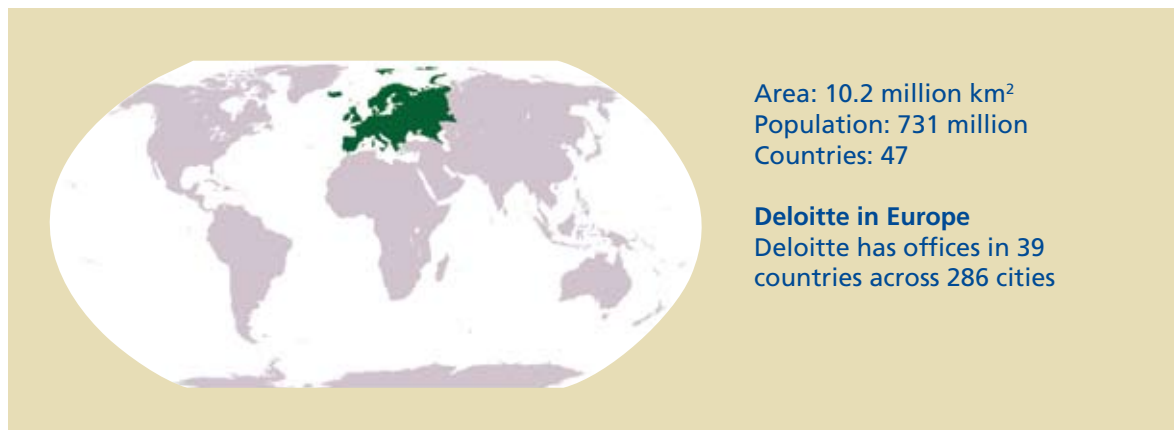 Area: 10.2 million km²
Population: 731 million
Countries: 47
Deloitte in Europe
Deloitte has offices in 39
countries across 286 cities